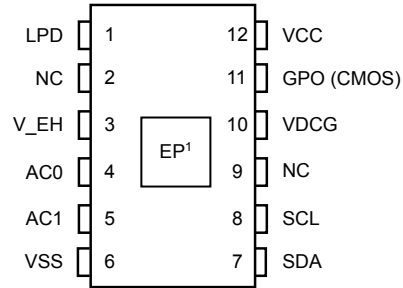 LPD 1 12 VCC
NC 2 11 GPO (CMOS)
V_EH 3 10 VDCG
EP¹
AC0 4 9 NC
AC1 5 8 SCL
VSS 6 7 SDA